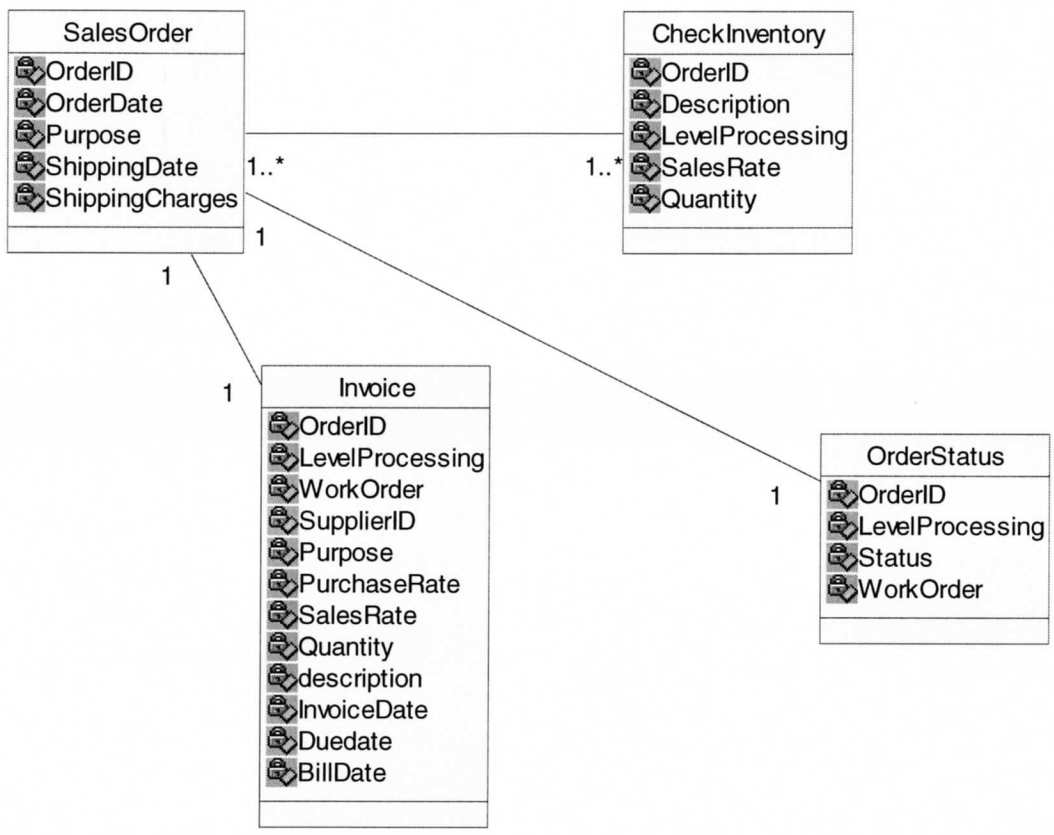 SalesOrder
OrderID
OrderDate
Purpose
ShippingDate
ShippingCharges
1..*
1..*
1
1
CheckInventory
OrderID
Description
LevelProcessing
SalesRate
Quantity
1
Invoice
OrderID
LevelProcessing
WorkOrder
SupplierID
Purpose
PurchaseRate
SalesRate
Quantity
description
InvoiceDate
Duedate
BillDate
1
OrderStatus
OrderID
LevelProcessing
Status
WorkOrder